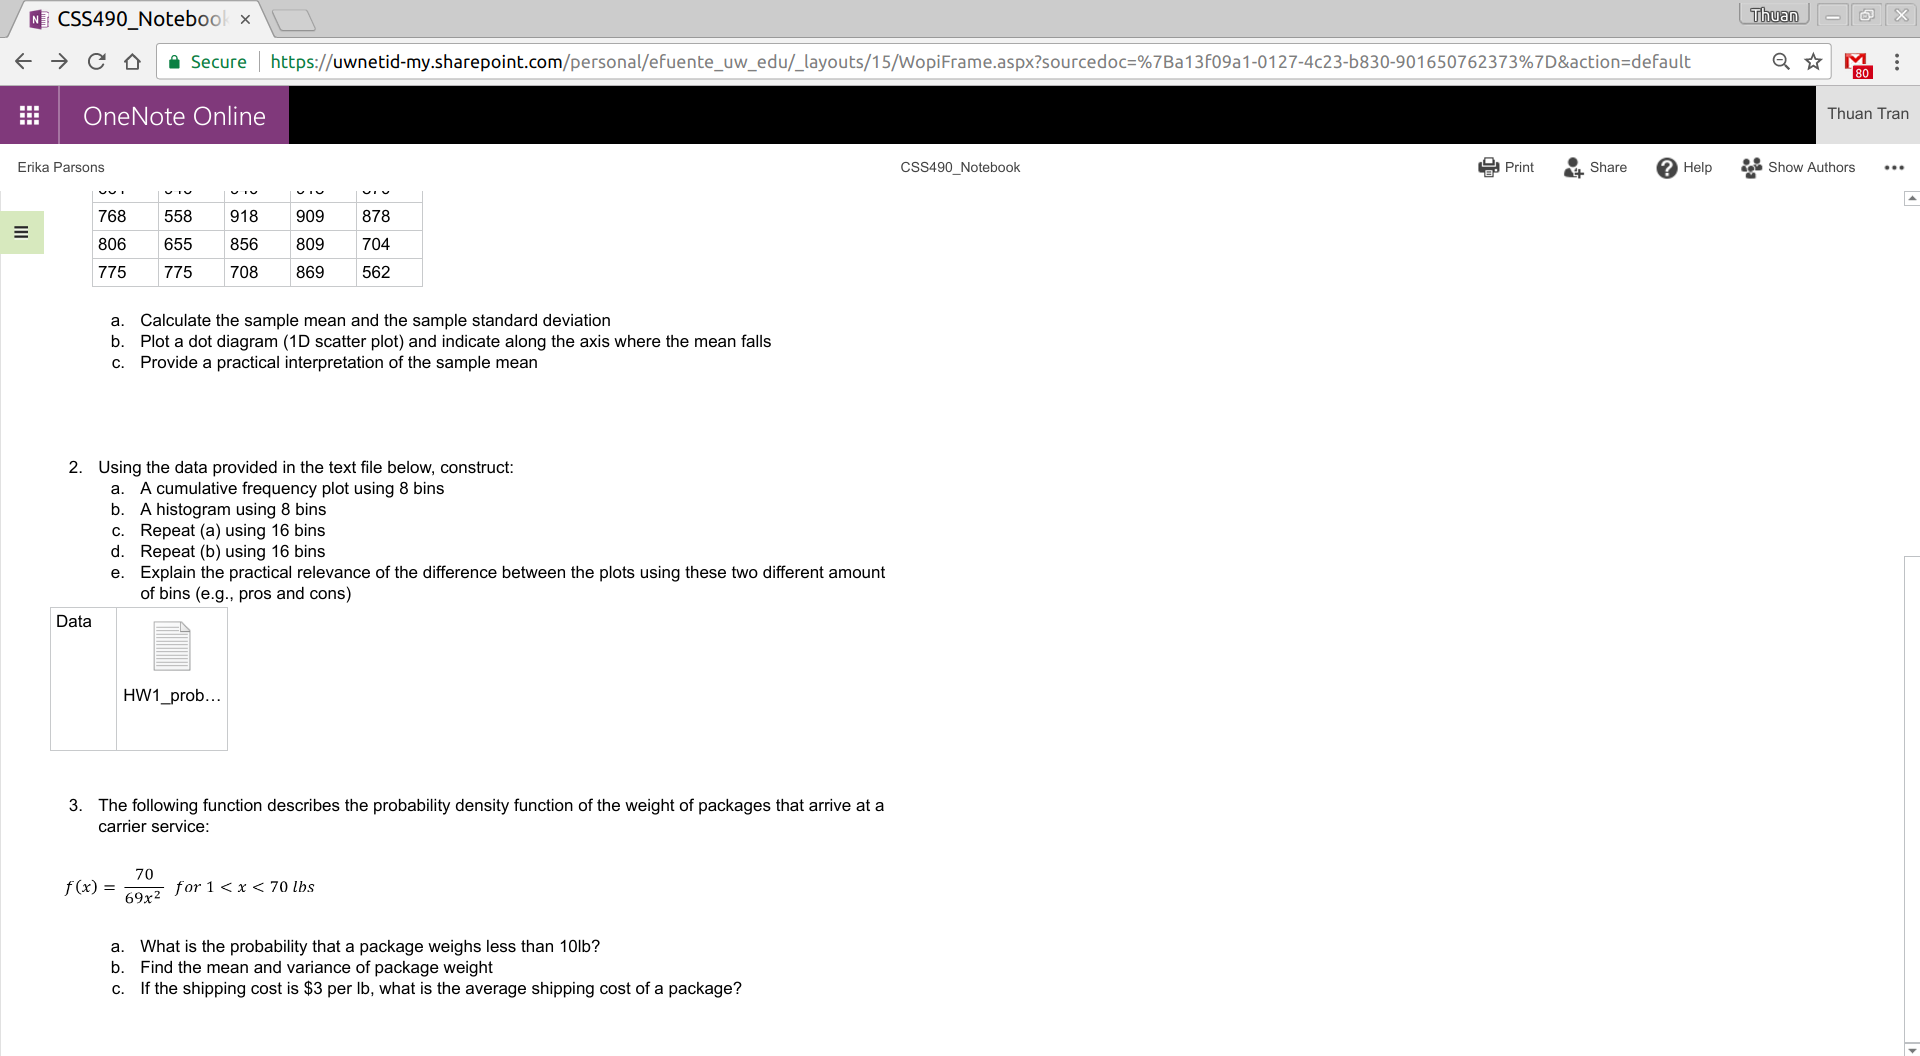 CSS490_Notebook
Thuan
Secure
https://uwnetid-my.sharepoint.com/personal/efuente_uw_edu/_layouts/15/WopiFrame.aspx?sourcedoc=%7Ba13f09a1-0127-4c23-b830-901650762373%7D&action=default
80
OneNote Online
Thuan Tran
Erika Parsons
CSS490_Notebook
Print Share Help Show Authors
768 558 918 909 878
806 655 856 809 704
775 775 708 869 562
a. Calculate the sample mean and the sample standard deviation
b. Plot a dot diagram (1D scatter plot) and indicate along the axis where the mean falls
c. Provide a practical interpretation of the sample mean
2. Using the data provided in the text file below, construct:
a. A cumulative frequency plot using 8 bins
b. A histogram using 8 bins
c. Repeat (a) using 16 bins
d. Repeat (b) using 16 bins
e. Explain the practical relevance of the difference between the plots using these two different amount
of bins (e.g., pros and cons)
Data
HW1_prob...
3. The following function describes the probability density function of the weight of packages that arrive at a
carrier service:
f(x) = 70/69x² for 1 < x < 70 lbs
a. What is the probability that a package weighs less than 10lb?
b. Find the mean and variance of package weight
c. If the shipping cost is $3 per lb, what is the average shipping cost of a package?